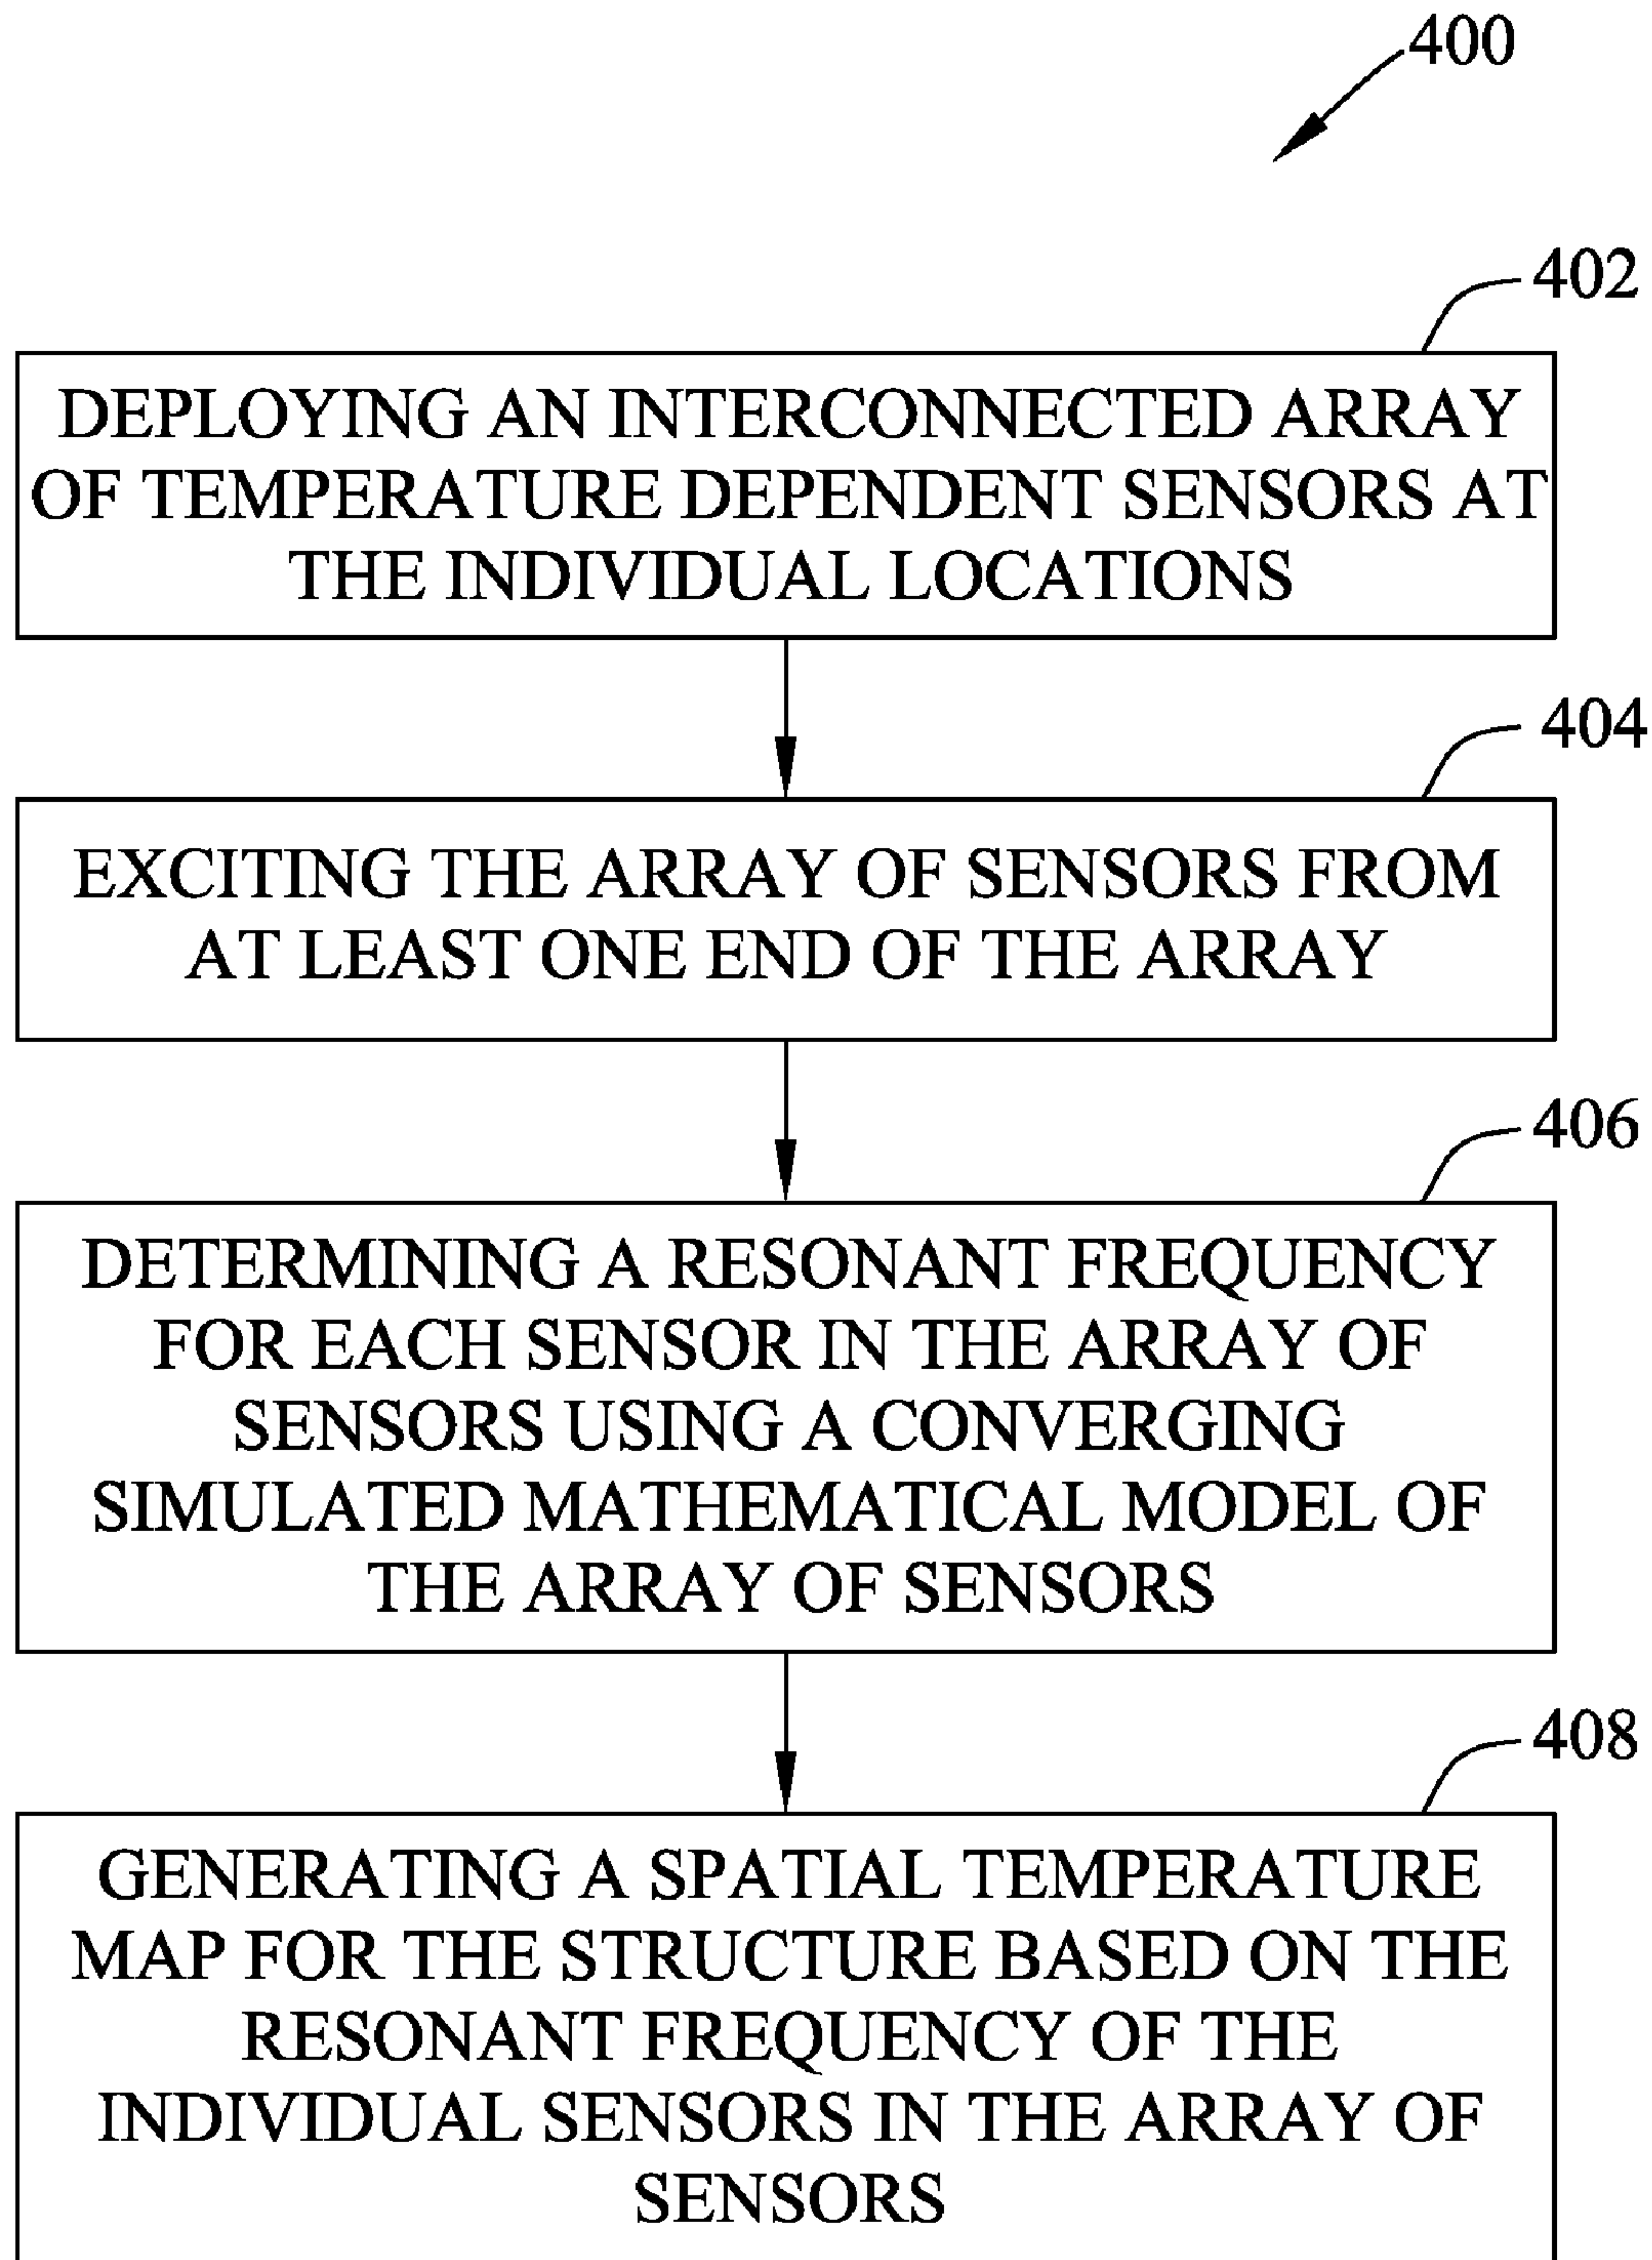 400
402
DEPLOYING AN INTERCONNECTED ARRAY
OF TEMPERATURE DEPENDENT SENSORS AT
THE INDIVIDUAL LOCATIONS
404
EXCITING THE ARRAY OF SENSORS FROM
AT LEAST ONE END OF THE ARRAY
406
DETERMINING A RESONANT FREQUENCY
FOR EACH SENSOR IN THE ARRAY OF
SENSORS USING A CONVERGING
SIMULATED MATHEMATICAL MODEL OF
THE ARRAY OF SENSORS
408
GENERATING A SPATIAL TEMPERATURE
MAP FOR THE STRUCTURE BASED ON THE
RESONANT FREQUENCY OF THE
INDIVIDUAL SENSORS IN THE ARRAY OF
SENSORS